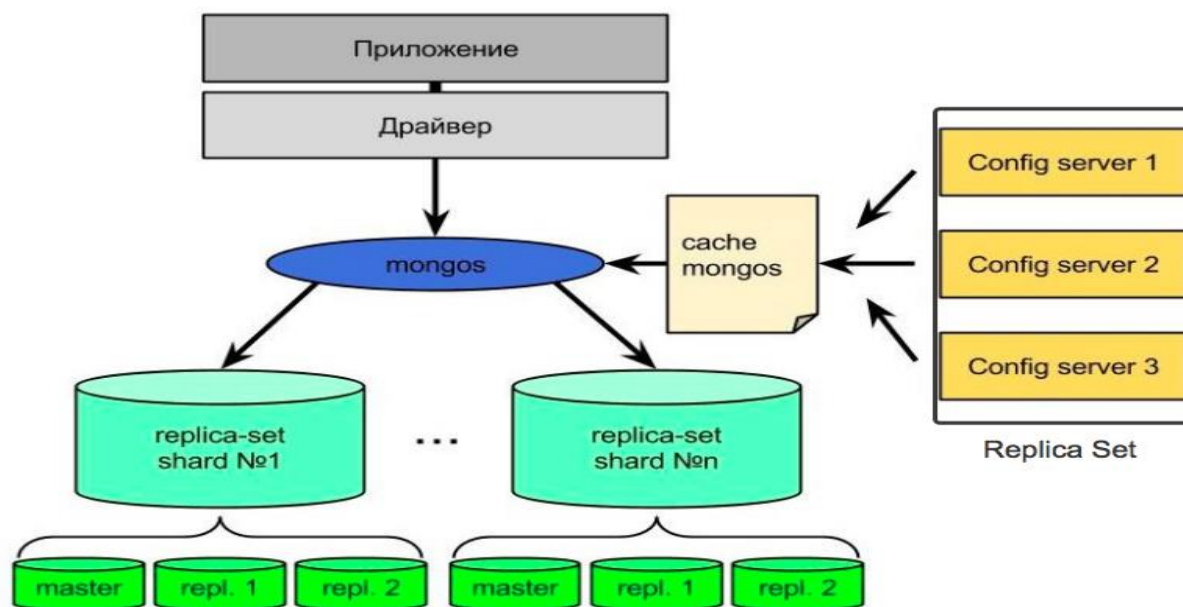 Приложение
Драйвер
mongos
cache
mongos
Config server 1
Config server 2
Config server 3
Replica Set
replica-set
shard №1
...
replica-set
shard №n
master
repl. 1
repl. 2
master
repl. 1
repl. 2